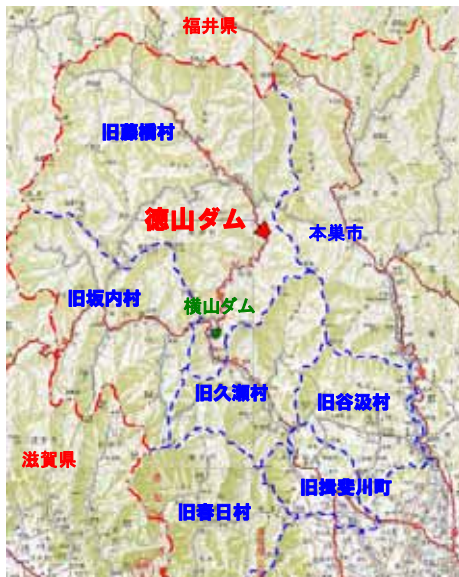 福井県
旧藤橋村
徳山ダム
本巣市
旧坂内村
横山ダム
旧久瀬村
旧谷汲村
滋賀県
旧揖斐川町
旧春日村